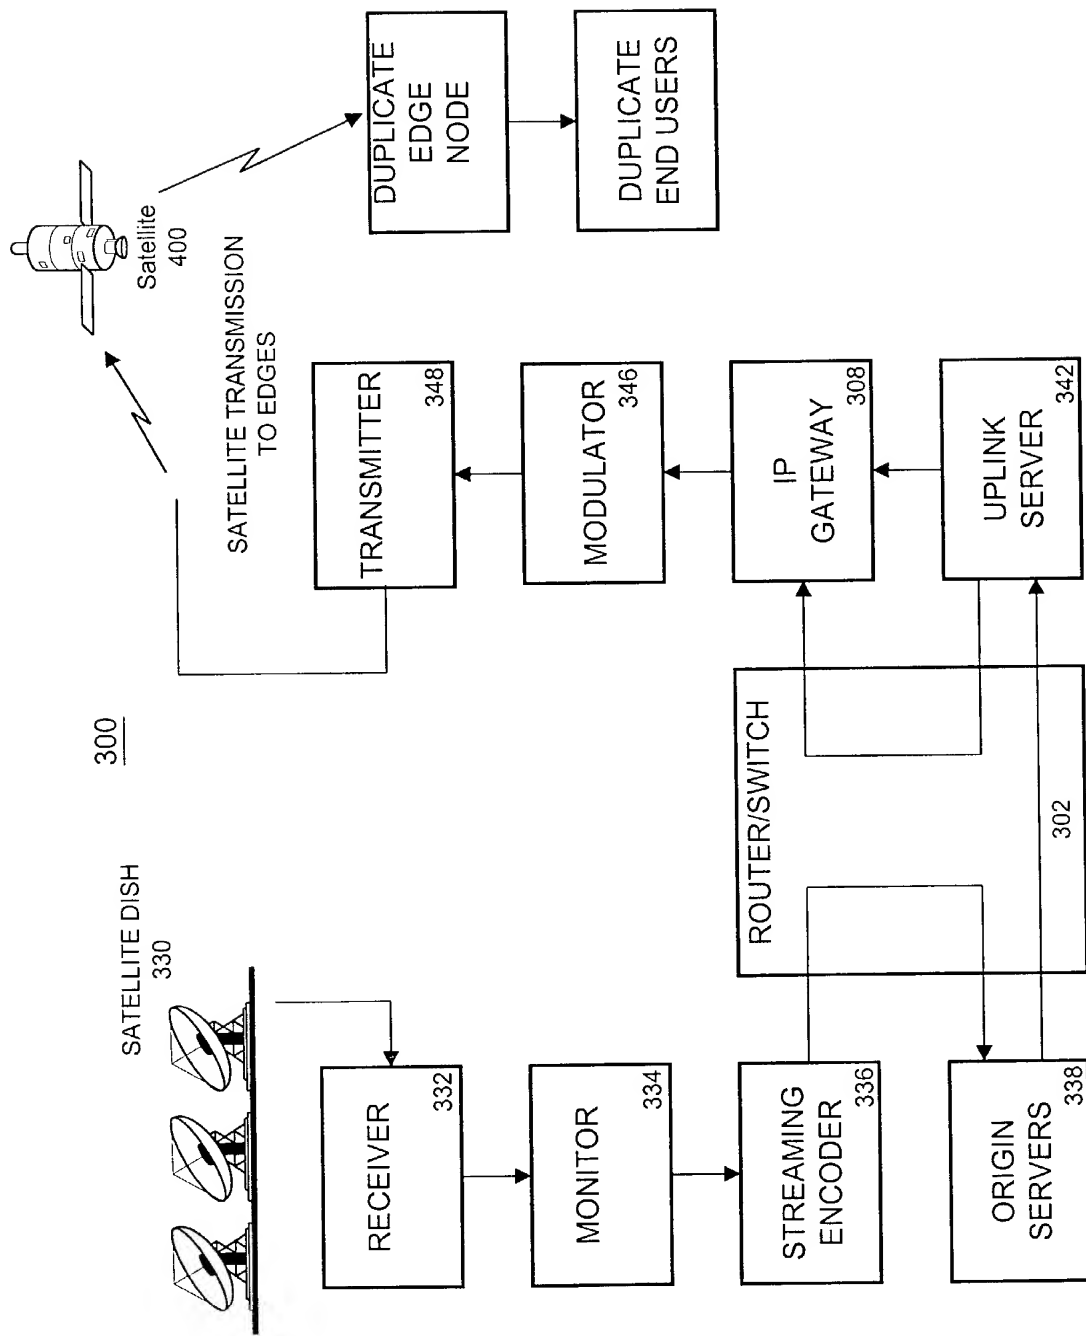 300
SATELLITE DISH
330
RECEIVER
332
MONITOR
334
STREAMING
ENCODER
336
ORIGIN
SERVERS
338
ROUTER/SWITCH
302
UPLINK
SERVER
342
IP
GATEWAY
308
MODULATOR
346
TRANSMITTER
348
SATELLITE TRANSMISSION
TO EDGES
Satellite
400
DUPLICATE
EDGE
NODE
DUPLICATE
END USERS